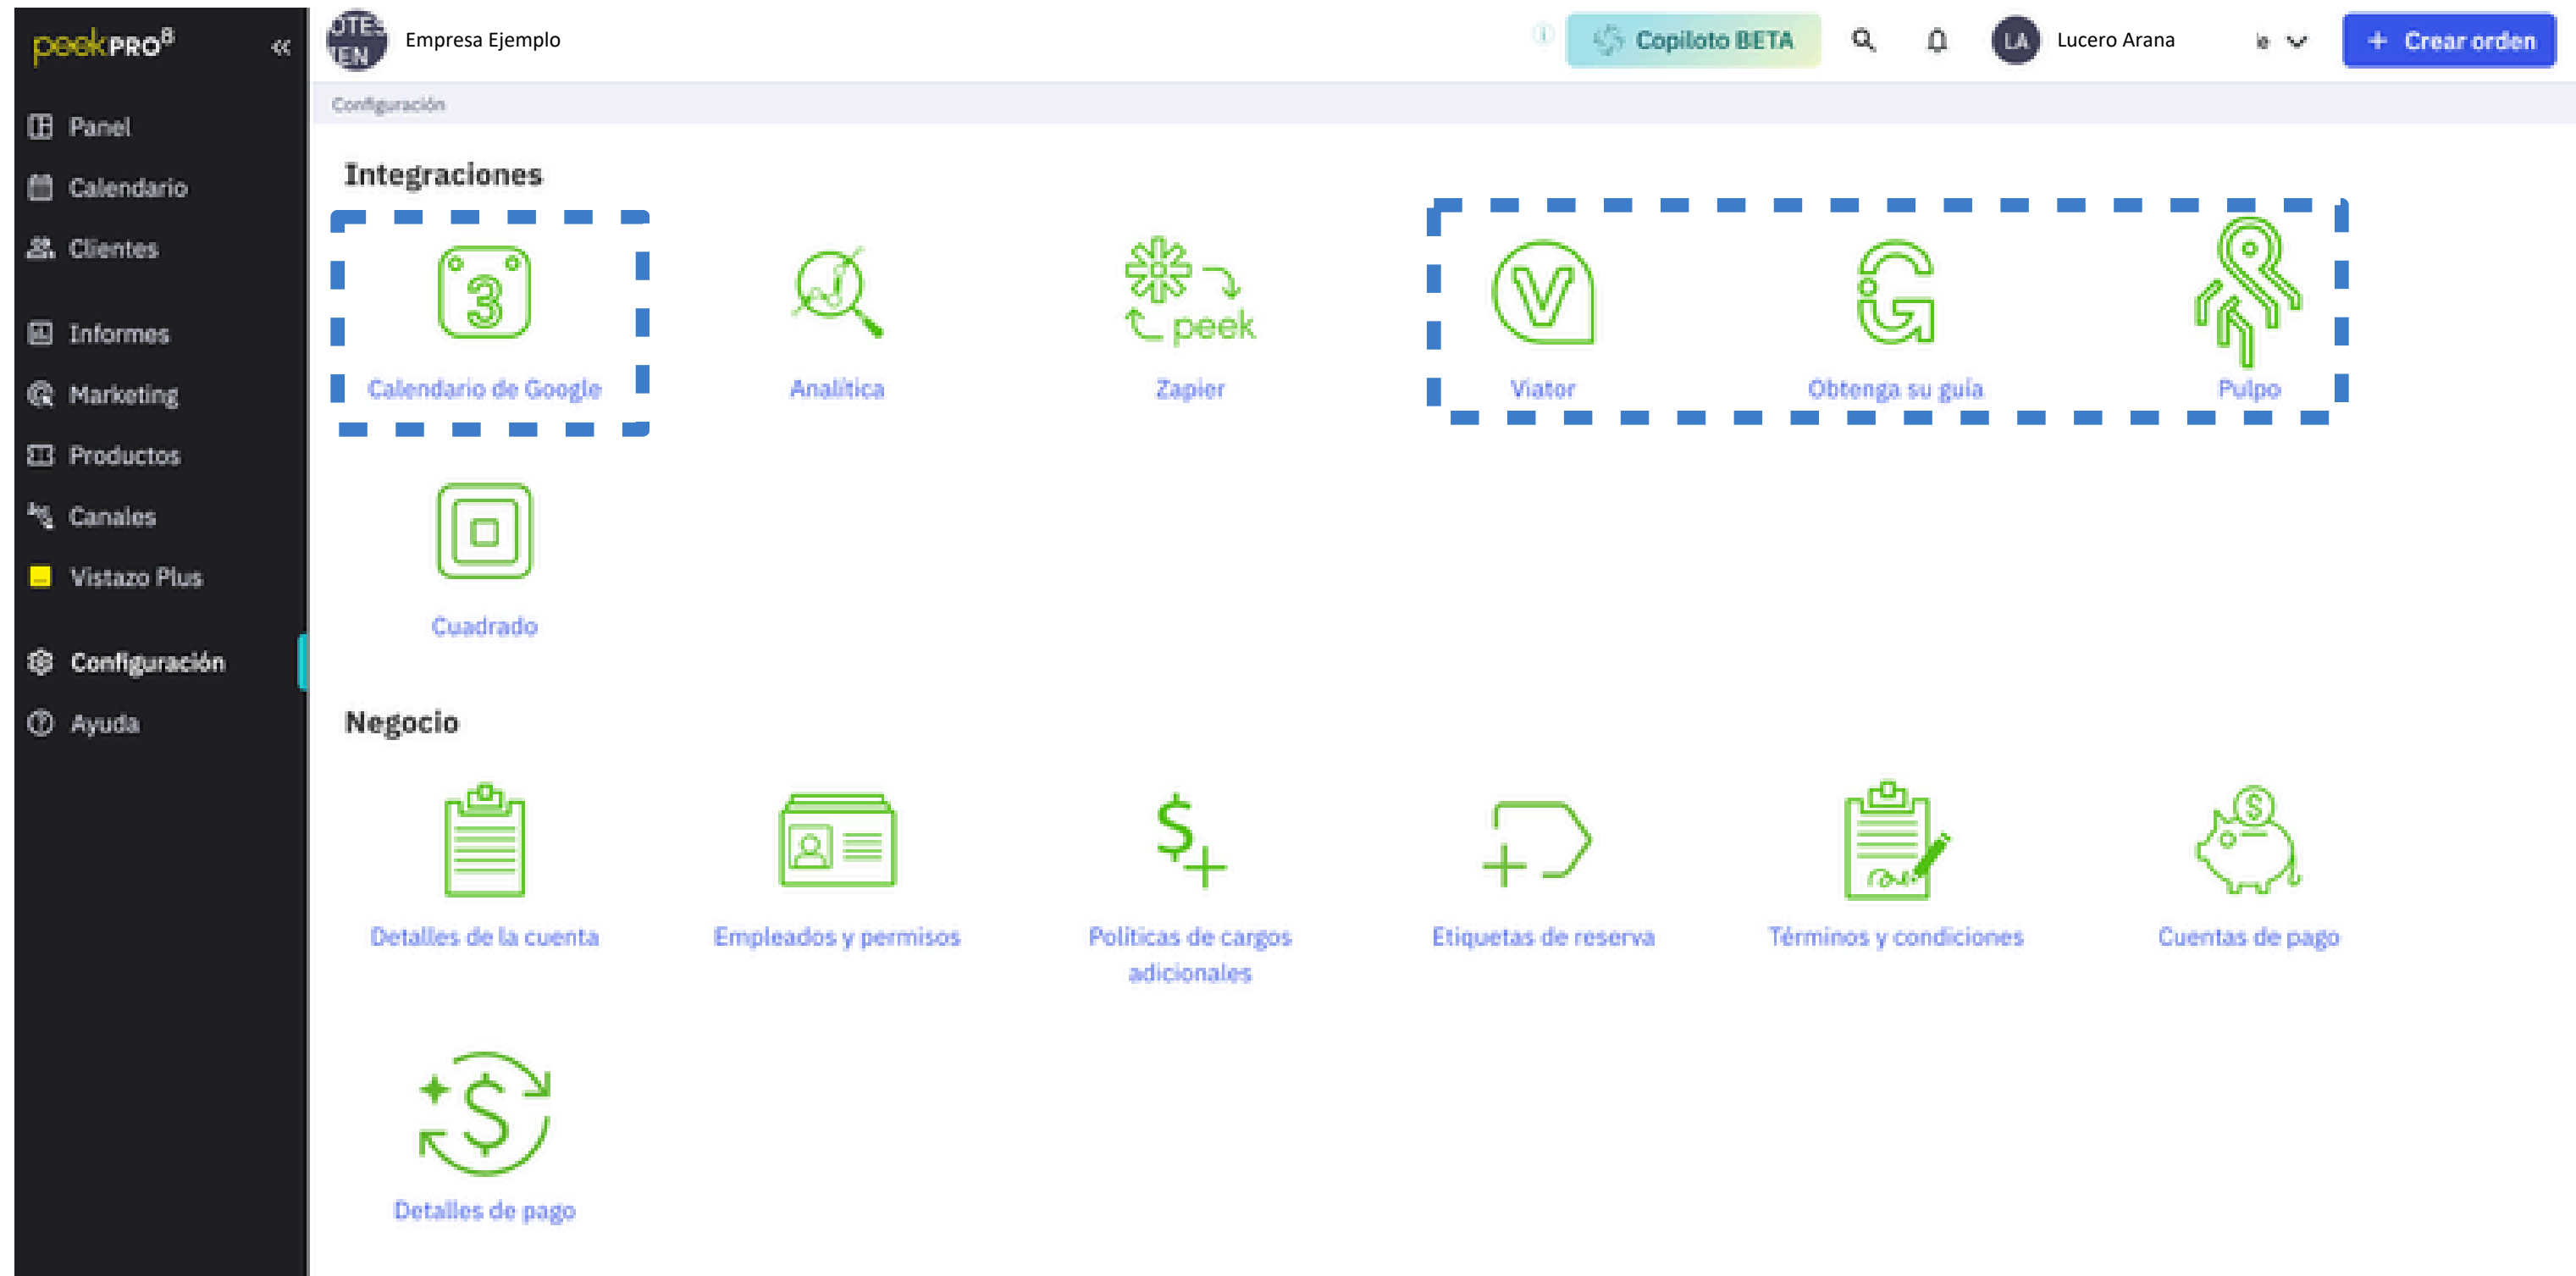 peek PRO 8
Empresa Ejemplo
Copiloto BETA
LA
Lucero Arana
+ Crear orden
Configuración
Panel
Calendario
Clientes
Informes
Marketing
Productos
Canales
Vistazo Plus
Configuración
Ayuda
Integraciones
3
peek
V
G
Calendario de Google
Analítica
Zapier
Viator
Obtenga su guía
Pulpo
Cuadrado
Negocio
Detalles de la cuenta
Empleados y permisos
Políticas de cargos
adicionales
Etiquetas de reserva
Términos y condiciones
Cuentas de pago
Detalles de pago